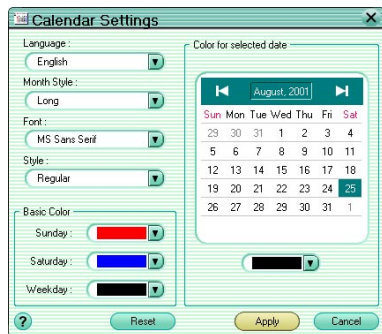 Calendar Settings
Language :
English
Month Style :
Long
Font :
MS Sans Serif
Style :
Regular
Basic Color
Sunday :
Saturday :
Weekday :
Color for selected date
August, 2001
Sun Mon Tue Wed Thu Fri Sat
29 30 31 1 2 3 4
5 6 7 8 9 10 11
12 13 14 15 16 17 18
19 20 21 22 23 24 25
26 27 28 29 30 31 1
? Reset Apply Cancel